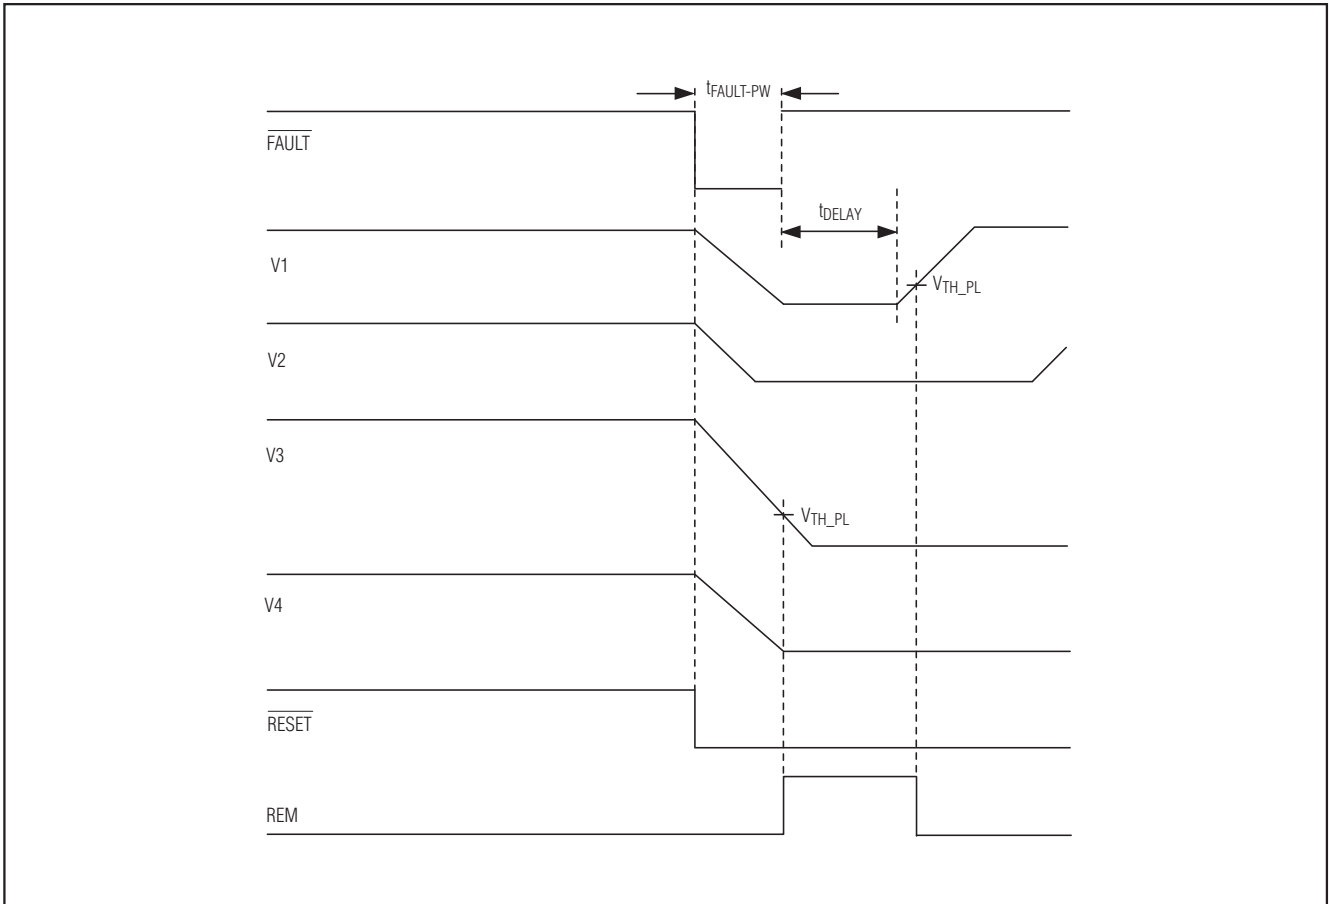 tFAULT-PW
FAULT
tDELAY
V1
VTH_PL
V2
V3
VTH_PL
V4
RESET
REM